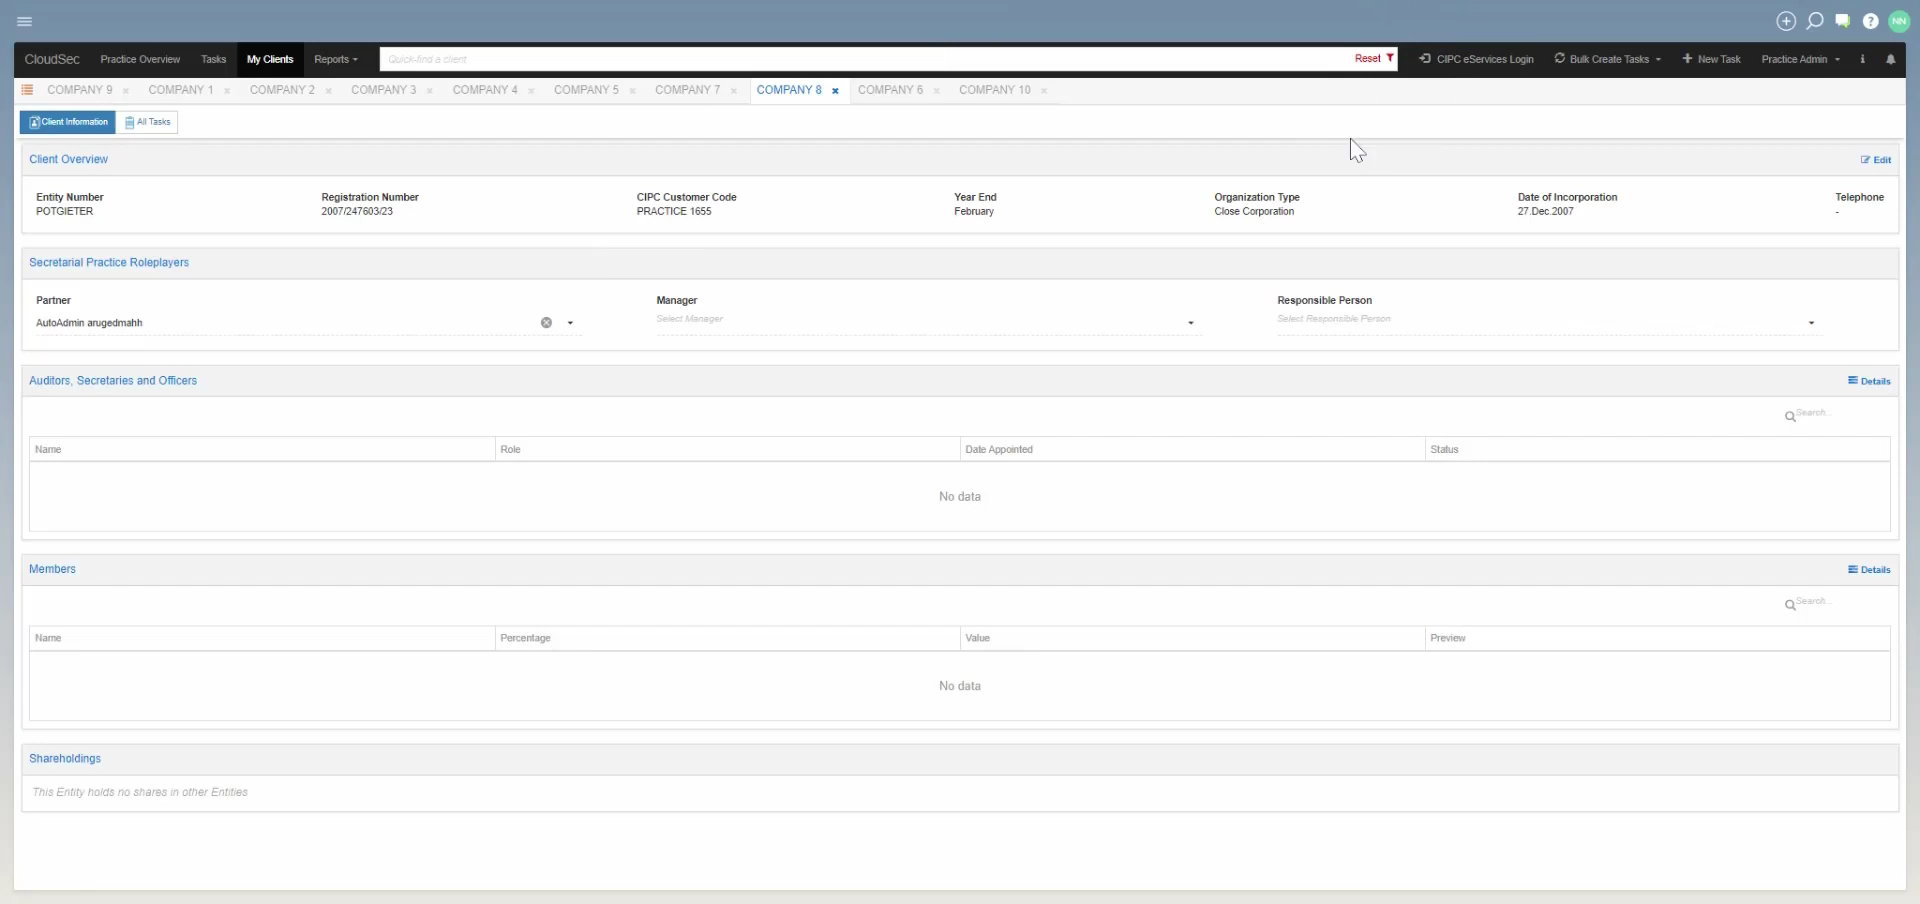 NN
CloudSec Practice Overview Tasks My Clients Reports Quick-find a client Reset CIPC eServices Login Bulk Create Tasks New Task Practice Admin
COMPANY 9 COMPANY 1 COMPANY 2 COMPANY 3 COMPANY 4 COMPANY 5 COMPANY 7 COMPANY 8 COMPANY 6 COMPANY 10
Client Information All Tasks
Client Overview Edit
Entity Number Registration Number CIPC Customer Code Year End Organization Type Date of Incorporation Telephone
POTGIETER 2007/247603/23 PRACTICE 1655 February Close Corporation 27.Dec.2007 -
Secretarial Practice Roleplayers
Partner Manager Responsible Person
AutoAdmin arugedmahh Select Manager Select Responsible Person
Auditors, Secretaries and Officers Details
Search...
Name Role Date Appointed Status
No data
Members Details
Search...
Name Percentage Value Preview
No data
Shareholdings
This Entity holds no shares in other Entities